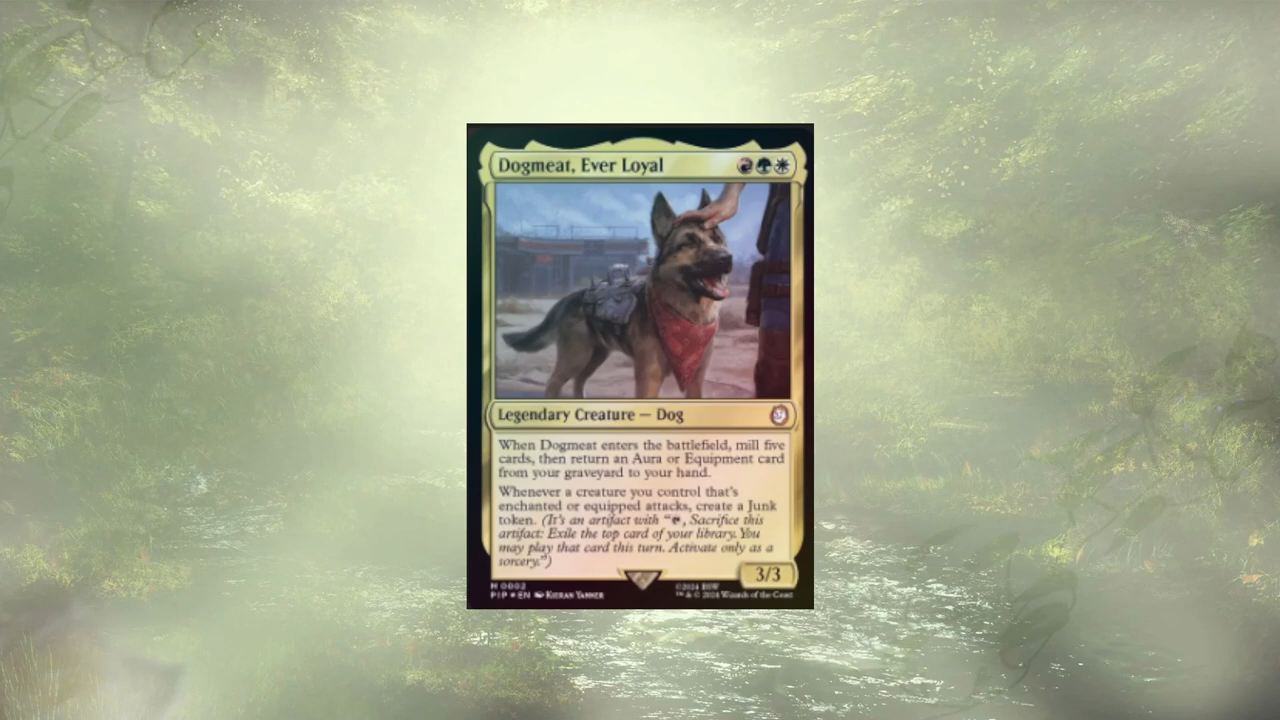 Dogmeat, Ever Loyal
Legendary Creature — Dog
When Dogmeat enters the battlefield, mill five
cards, then return an Aura or Equipment card
from your graveyard to your hand.
Whenever a creature you control that's
enchanted or equipped attacks, create a Junk
token. (It's an artifact with “, Sacrifice this
artifact: Exile the top card of your library. You
may play that card this turn. Activate only as a
sorcery.”)
3/3
M 0002
PIP EN Kieran Yanner
©2024 BSW
™ & © 2024 Wizards of the Coast